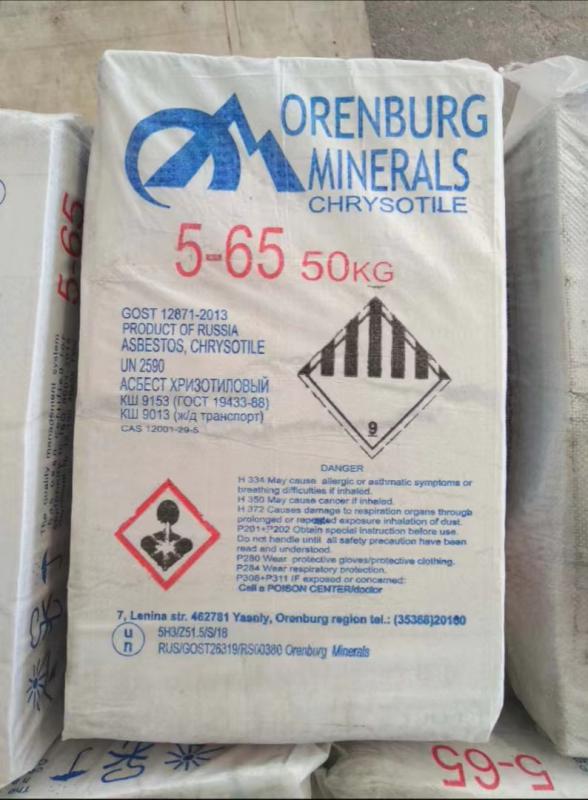 ORENBURG
MINERALS
CHRYSOTILE
5-65 50KG
GOST 12871-2013
PRODUCT OF RUSSIA
ASBESTOS, CHRYSOTILE
UN 2590
АСБЕСТ ХРИЗОТИЛОВЫЙ
КШ 9153 (ГОСТ 19433-88)
КШ 9013 (ж/д транспорт)
CAS 12001-29-5
9
DANGER
H 334 May cause allergic or asthmatic symptoms or
breathing difficulties if inhaled.
H 350 May cause cancer if inhaled.
H 372 Causes damage to respiration organs through
prolonged or repeated exposure inhalation of dust.
P201+P202 Obtain special instruction before use.
Do not handle until all safety precaution have been
read and understood.
P280 Wear protective gloves/protective clothing.
P284 Wear respiratory protection.
P308+P311 IF exposed or concerned:
Call a POISON CENTER/doctor
7, Lenina str. 462781 Yasniy, Orenburg region tel.: (35368)20160
un
5H3/Z51.5/S/18
RUS/GOST26319/RS00380 Orenburg Minerals
5-65
The quality management system
5-65